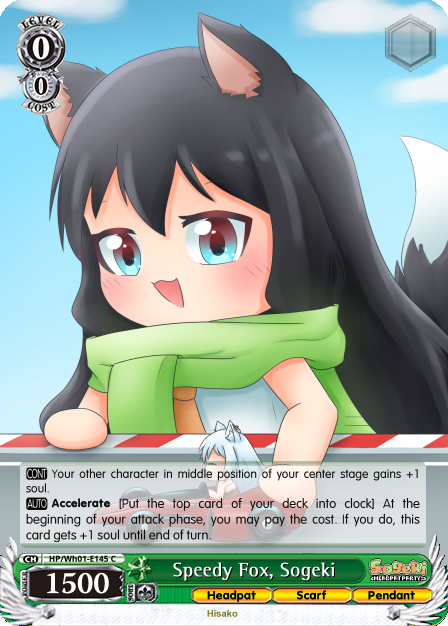 LEVEL
0
0
COST
CONT Your other character in middle position of your center stage gains +1
soul.
AUTO Accelerate [Put the top card of your deck into clock] At the
beginning of your attack phase, you may pay the cost. If you do, this
card gets +1 soul until end of turn.
CH HP/Wh01-E145 C
POWER 1500 SOUL Speedy Fox, Sogeki Sogeki
HEADPAT PARTY
Headpat Scarf Pendant
Hisako